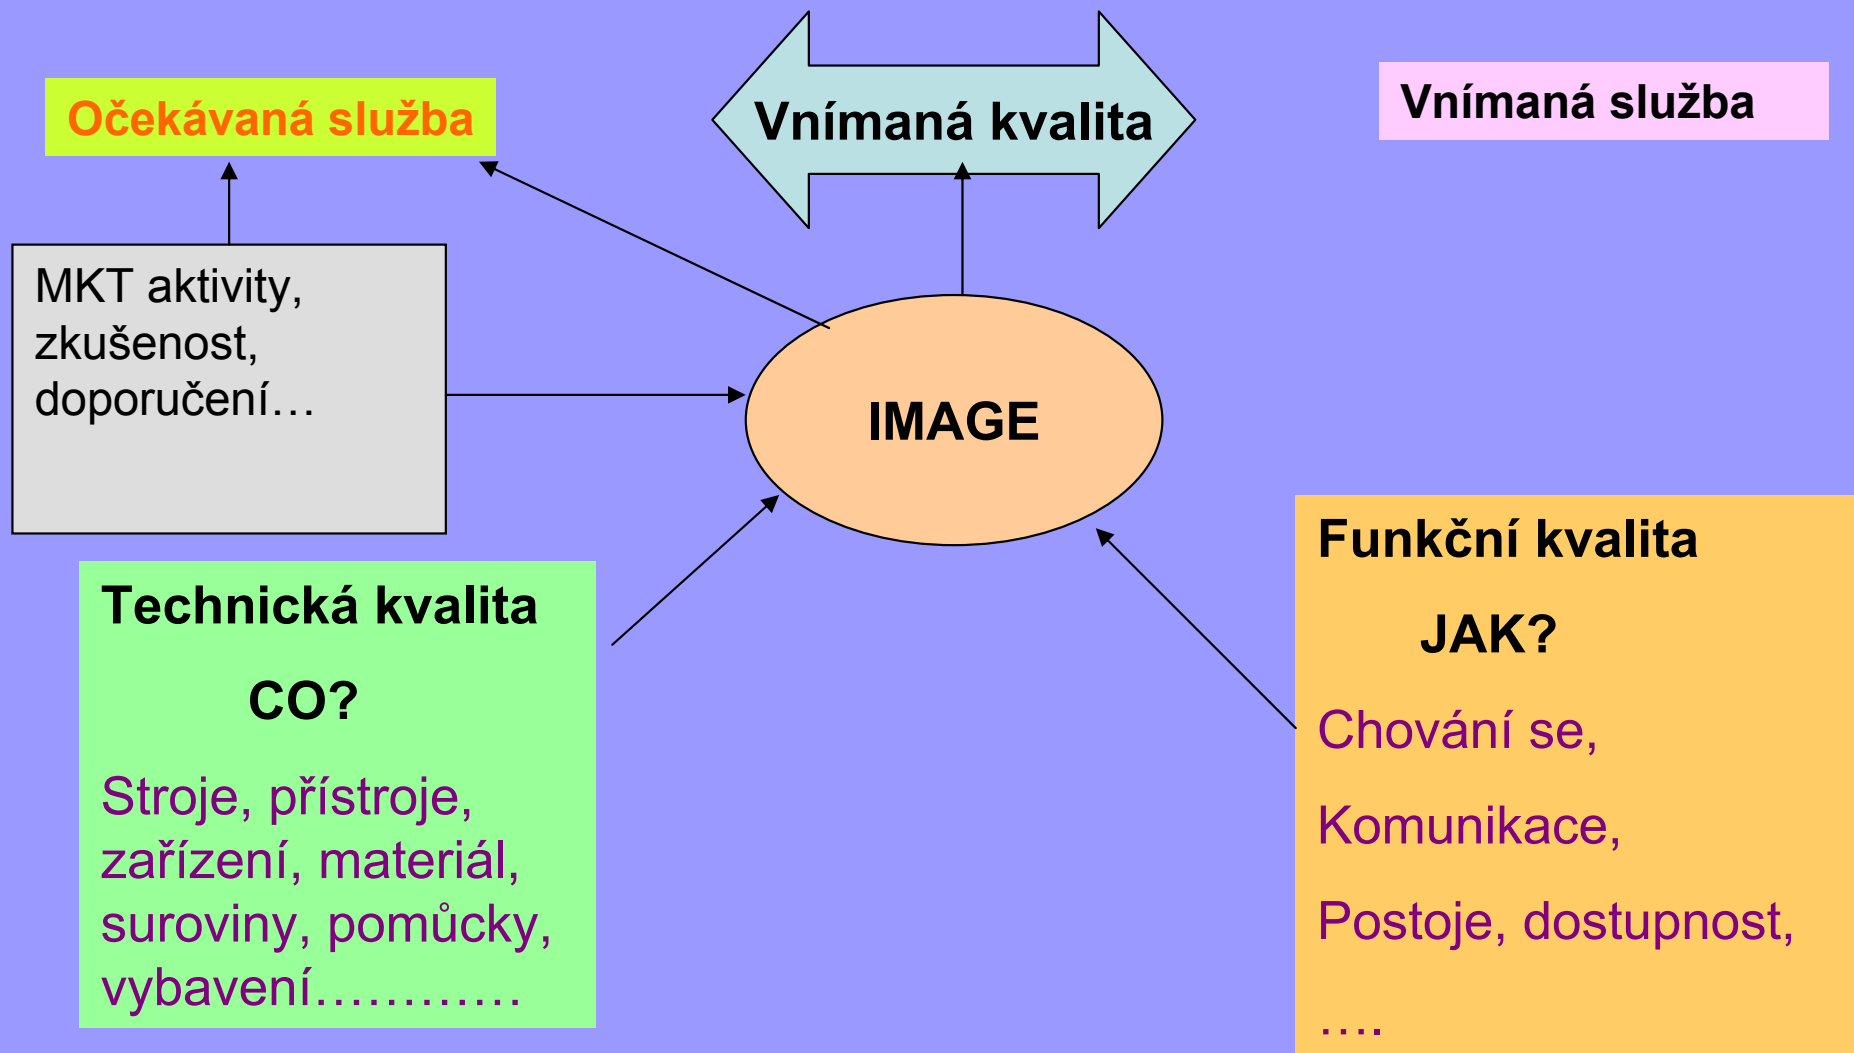 Očekávaná služba
Vnímaná kvalita
Vnímaná služba
MKT aktivity,
zkušenost,
doporučení…
IMAGE
Technická kvalita
CO?
Stroje, přístroje,
zařízení, materiál,
suroviny, pomůcky,
vybavení…………
Funkční kvalita
JAK?
Chování se,
Komunikace,
Postoje, dostupnost,
….